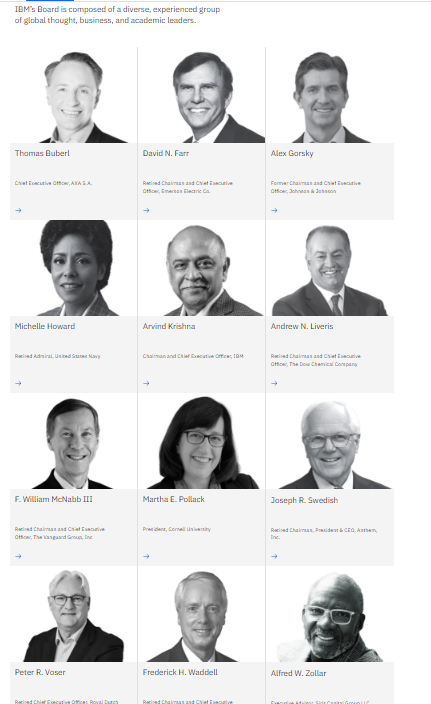 IBM's Board is composed of a diverse, experienced group
of global thought, business, and academic leaders.
Thomas Buberl
Chief Executive Officer, AXA S.A.
David N. Farr
Retired Chairman and Chief Executive
Officer, Emerson Electric Co.
Alex Gorsky
Former Chairman and Chief Executive
Officer, Johnson & Johnson
Michelle Howard
Retired Admiral, United States Navy
Arvind Krishna
Chairman and Chief Executive Officer, IBM
Andrew N. Liveris
Retired Chairman and Chief Executive
Officer, The Dow Chemical Company
F. William McNabb III
Retired Chairman and Chief Executive
Officer, The Vanguard Group, Inc
Martha E. Pollack
President, Cornell University
Joseph R. Swedish
Retired Chairman, President & CEO, Anthem,
Inc.
Peter R. Voser
Retired Chief Executive Officer, Royal Dutch
Frederick H. Waddell
Retired Chairman and Chief Executive
Alfred W. Zollar
Executive Advisor, Siris Capital Group LLC